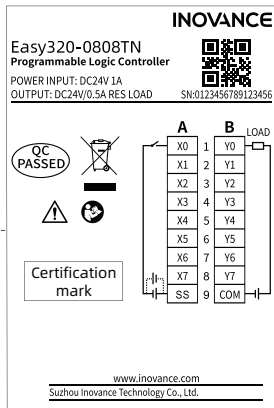 INOVANCE
Easy320-0808TN
Programmable Logic Controller
POWER INPUT: DC24V 1A
OUTPUT: DC24V/0.5A RES LOAD
SN:0123456789123456
A B LOAD
X0 1 Y0
X1 2 Y1
X2 3 Y2
X3 4 Y3
X4 5 Y4
X5 6 Y5
X6 7 Y6
X7 8 Y7
SS 9 COM
QC
PASSED
Certification
mark
www.inovance.com
Suzhou Inovance Technology Co., Ltd.